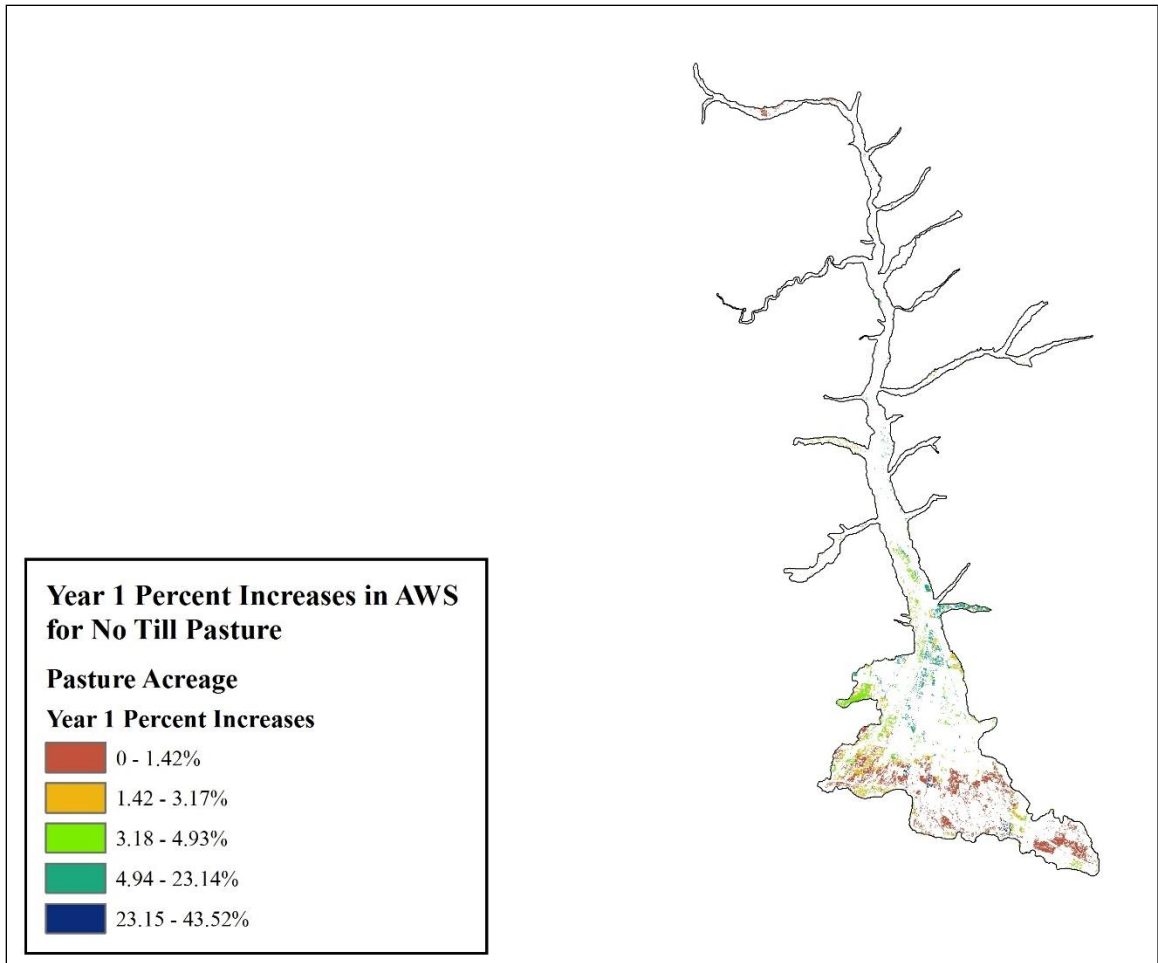 Year 1 Percent Increases in AWS
for No Till Pasture
Pasture Acreage
Year 1 Percent Increases
0 - 1.42%
1.42 - 3.17%
3.18 - 4.93%
4.94 - 23.14%
23.15 - 43.52%